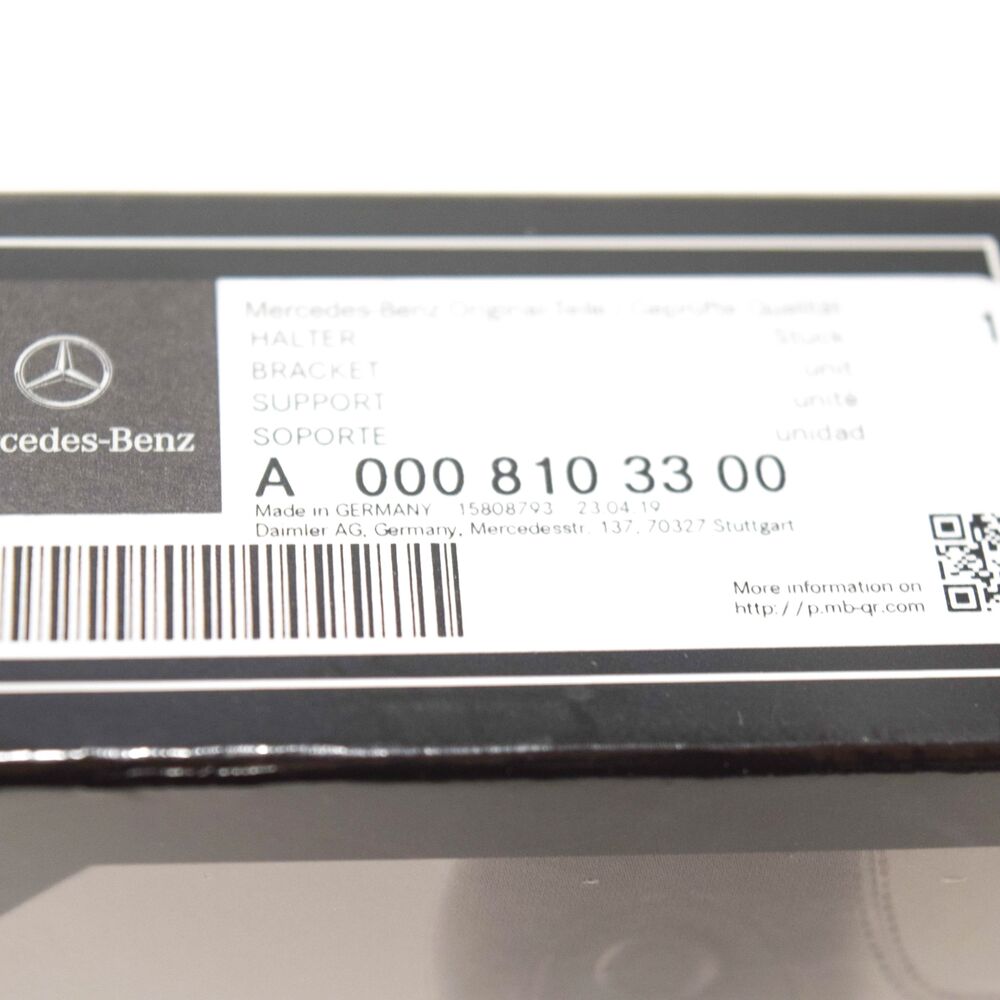 Mercedes-Benz Original-Teile / Geprüfte Qualität
HALTER Stück 1
BRACKET unit
SUPPORT unité
SOPORTE unidad
cedes-Benz
A 000 810 33 00
Made in GERMANY 15808793 23.04.19
Daimler AG, Germany, Mercedesstr. 137, 70327 Stuttgart
More information on
http://p.mb-qr.com